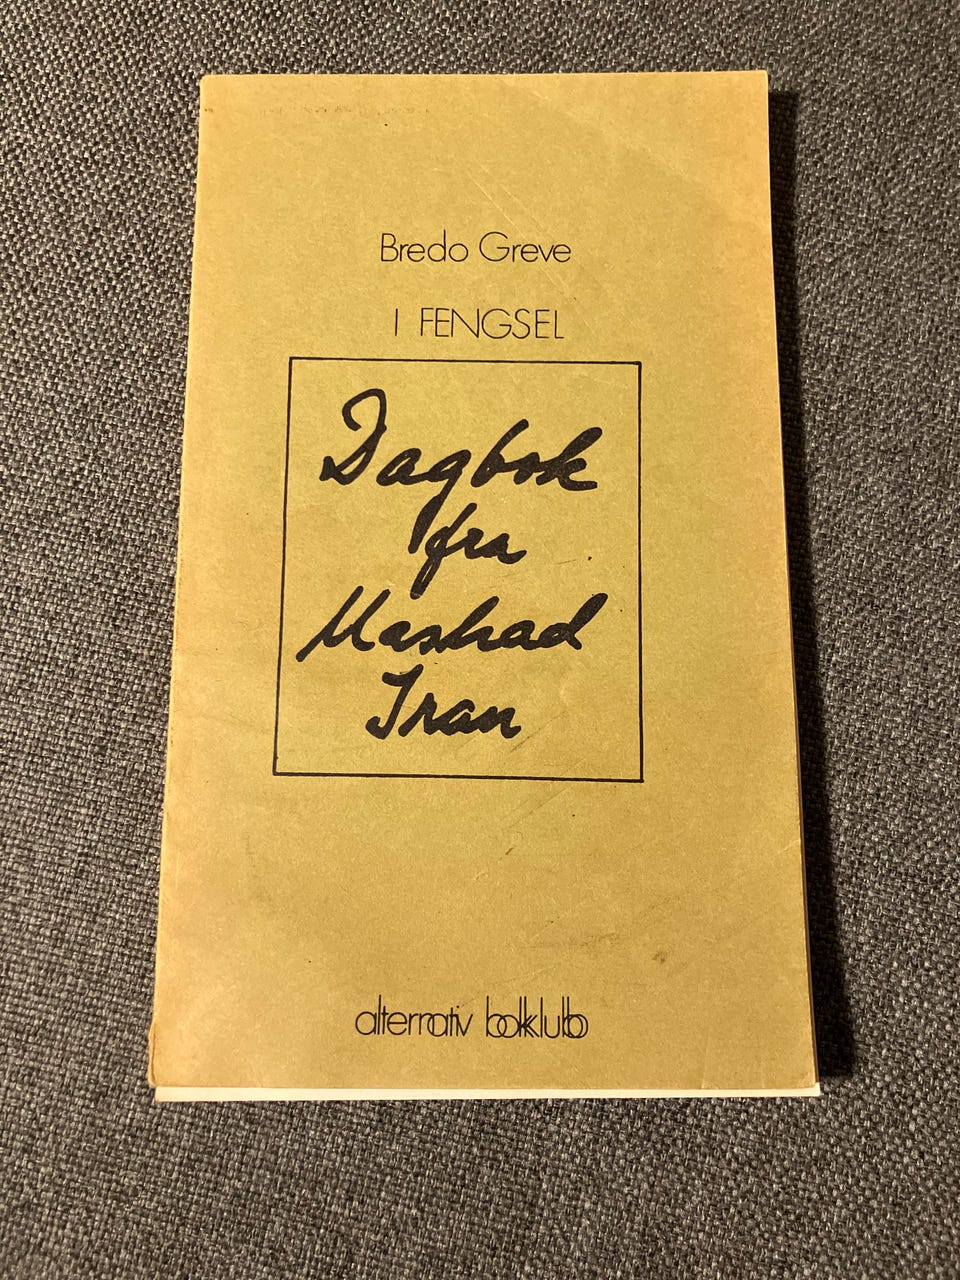 Bredo Greve
I FENGSEL
Dagbok
fra
Mashad
Iran
alternativ bokklubb